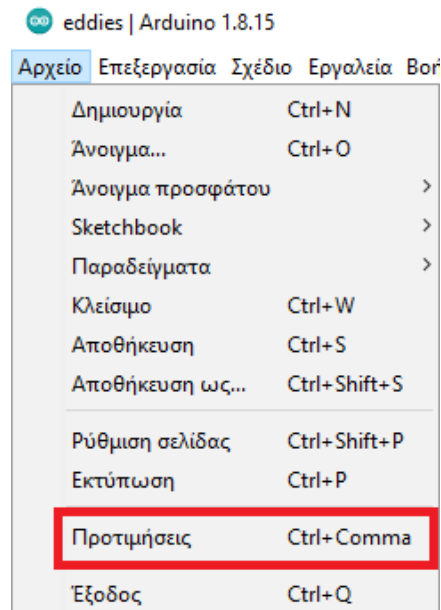 eddies | Arduino 1.8.15
Αρχείο Επεξεργασία Σχέδιο Εργαλεία
Δημιουργία Ctrl+N
Άνοιγμα... Ctrl+O
Άνοιγμα προσφάτου
Sketchbook
Παραδείγματα
Κλείσιμο Ctrl+W
Αποθήκευση Ctrl+S
Αποθήκευση ως... Ctrl+Shift+S
Ρύθμιση σελίδας Ctrl+Shift+P
Εκτύπωση Ctrl+P
Προτιμήσεις Ctrl+Comma
Έξοδος Ctrl+Q